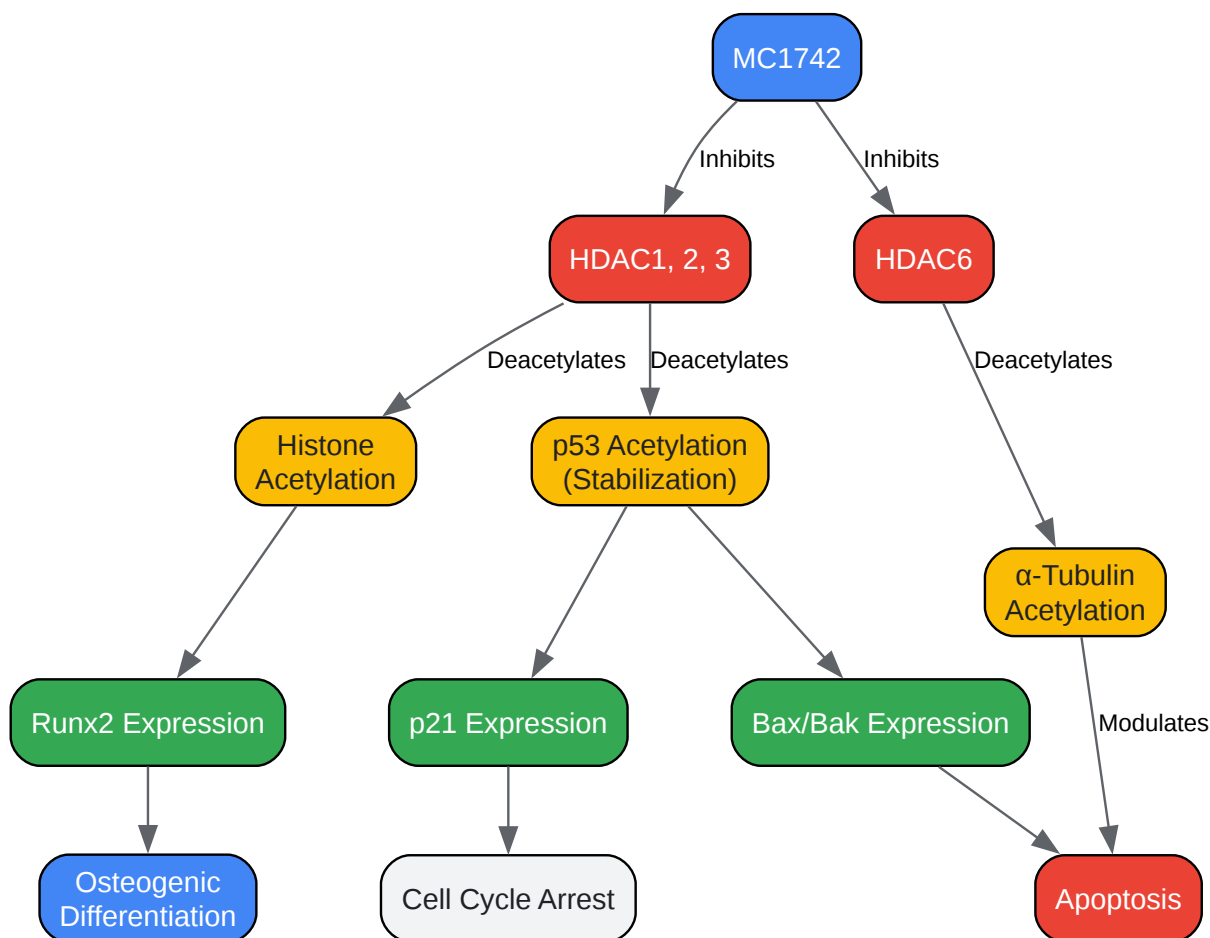 MC1742
Inhibits
Inhibits
HDAC1, 2, 3
HDAC6
Deacetylates
Deacetylates
Deacetylates
Histone
Acetylation
p53 Acetylation
(Stabilization)
α-Tubulin
Acetylation
Runx2 Expression
p21 Expression
Bax/Bak Expression
Modulates
Osteogenic
Differentiation
Cell Cycle Arrest
Apoptosis